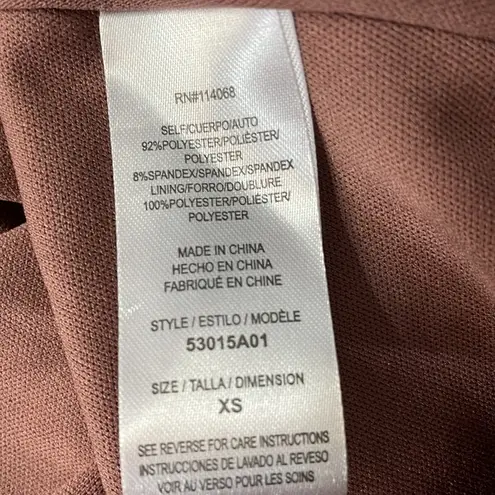 RN#114068
SELF/CUERPO/AUTO
92%POLYESTER/POLIÉSTER/
POLYESTER
8%SPANDEX/SPANDEX/SPANDEX
LINING/FORRO/DOUBLURE
100%POLYESTER/POLIÉSTER/
POLYESTER
MADE IN CHINA
HECHO EN CHINA
FABRIQUÉ EN CHINE
STYLE / ESTILO / MODÈLE
53015A01
SIZE / TALLA / DIMENSION
XS
SEE REVERSE FOR CARE INSTRUCTIONS
INSTRUCCIONES DE LAVADO AL REVESO
VOIR AU VERSO POUR LES SOINS